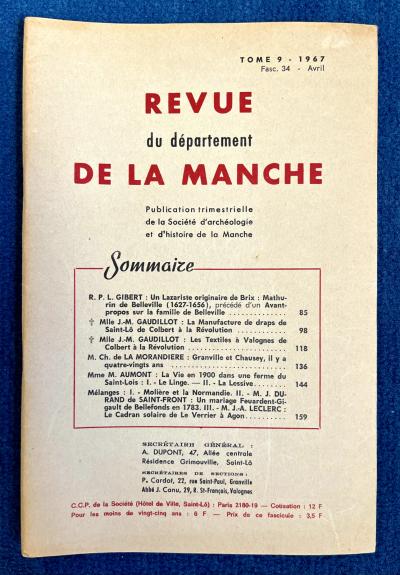 TOME 9 - 1967
Fasc. 34 - Avril
REVUE
du département
DE LA MANCHE
Publication trimestrielle
de la Société d'archéologie
et d'histoire de la Manche
Sommaire
R. P. L. GIBERT : Un Lazariste originaire de Brix : Mathu-
rin de Belleville (1627-1656), précédé d'un Avant-
propos sur la famille de Belleville .............. 85
† Mlle J.-M. GAUDILLOT : La Manufacture de draps de
Saint-Lô de Colbert à la Révolution .............. 98
† Mlle J.-M. GAUDILLOT : Les Textiles à Valognes de
Colbert à la Révolution .............. 118
M. Ch. de LA MORANDIERE : Granville et Chausey, il y a
quatre-vingts ans .............. 136
Mme M. AUMONT : La Vie en 1900 dans une ferme du
Saint-Lois : I. - Le Linge. — II. - La Lessive. 144
Mélanges : I. - Molière et la Normandie. II. - M. J. DU-
RAND de SAINT-FRONT : Un mariage Feuardent-Gi-
gault de Bellefonds en 1783. III. - M. J.-A. LECLERC :
Le Cadran solaire de Le Verrier à Agon .......... 159
SECRÉTAIRE GÉNÉRAL :
A. DUPONT, 47, Allée centrale
Résidence Grimouville, Saint-Lô
SECRÉTAIRES DE SECTIONS :
P. Cardot, 22, rue Saint-Paul, Granville
Abbé J. Canu, 29, R. St-François, Valognes
C.C.P. de la Société (Hôtel de Ville, Saint-Lô) : Paris 2160-19 — Cotisation : 12 F
Pour les moins de vingt-cinq ans : 6 F — Prix de ce fascicule : 3,5 F